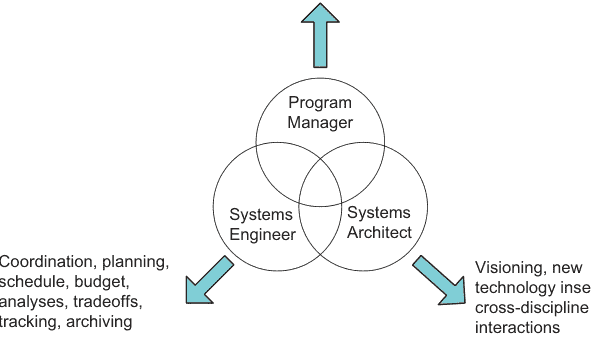 Program
Manager
Systems
Engineer
Systems
Architect
Coordination, planning,
schedule, budget,
analyses, tradeoffs,
tracking, archiving
Visioning, new
technology inse
cross-discipline
interactions